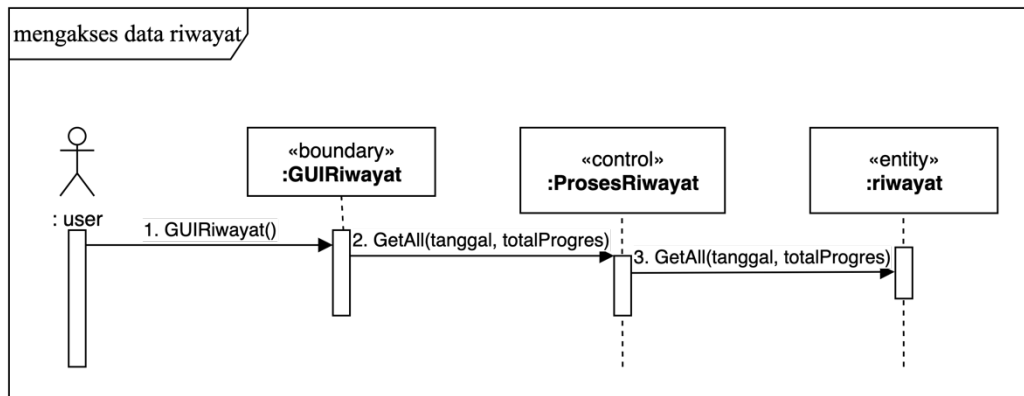 mengakses data riwayat
«boundary»
:GUIRiwayat
«control»
:ProsesRiwayat
«entity»
:riwayat
: user
1. GUIRiwayat()
2. GetAll(tanggal, totalProgres)
3. GetAll(tanggal, totalProgres)